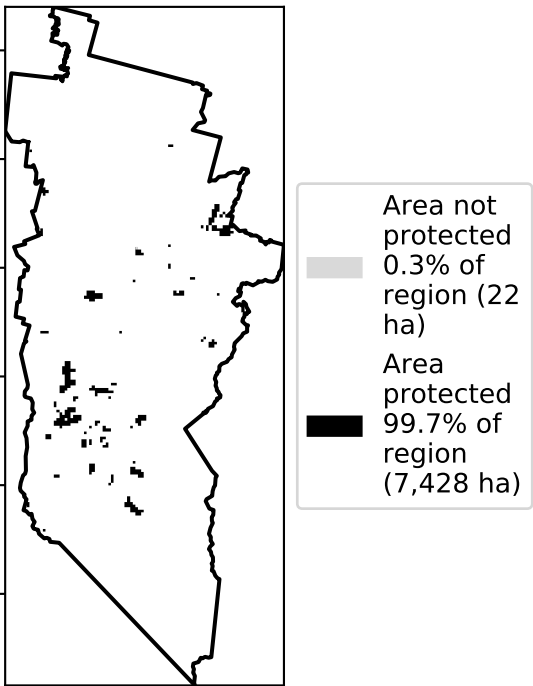 Area not
protected
0.3% of
region (22
ha)
Area
protected
99.7% of
region
(7,428 ha)